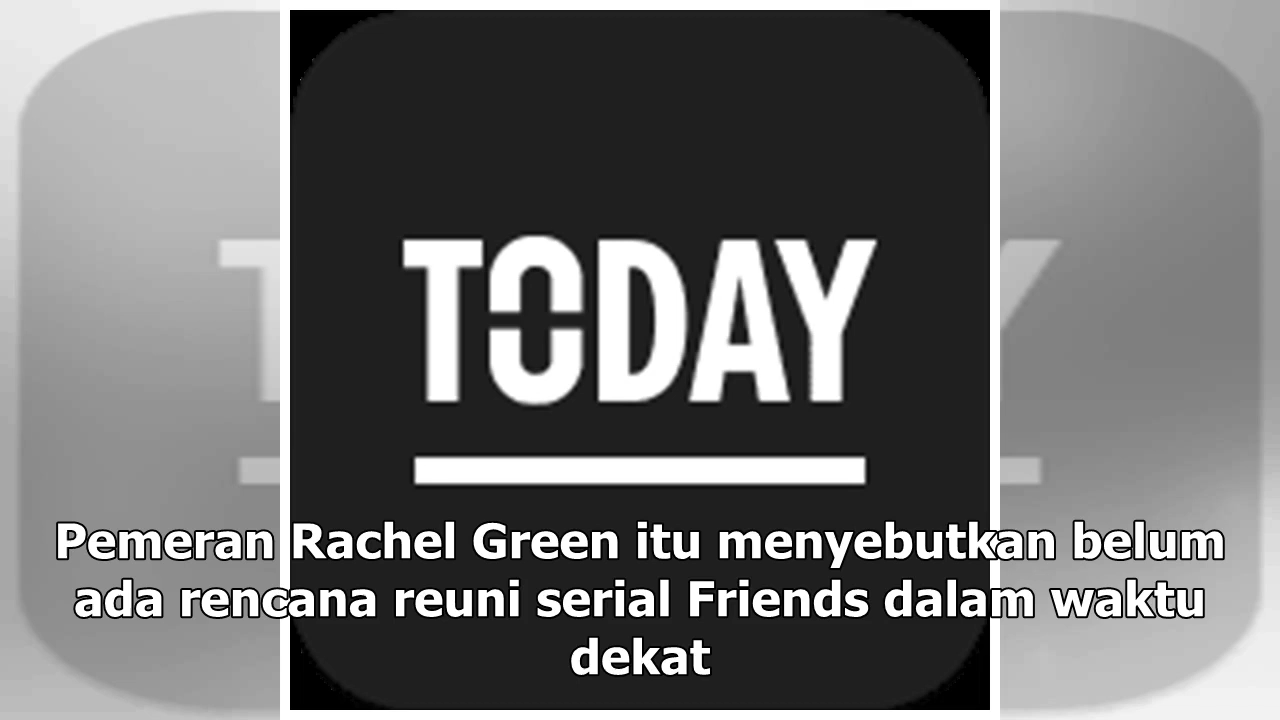 TODAY
Pemeran Rachel Green itu menyebutkan belum
ada rencana reuni serial Friends dalam waktu
dekat